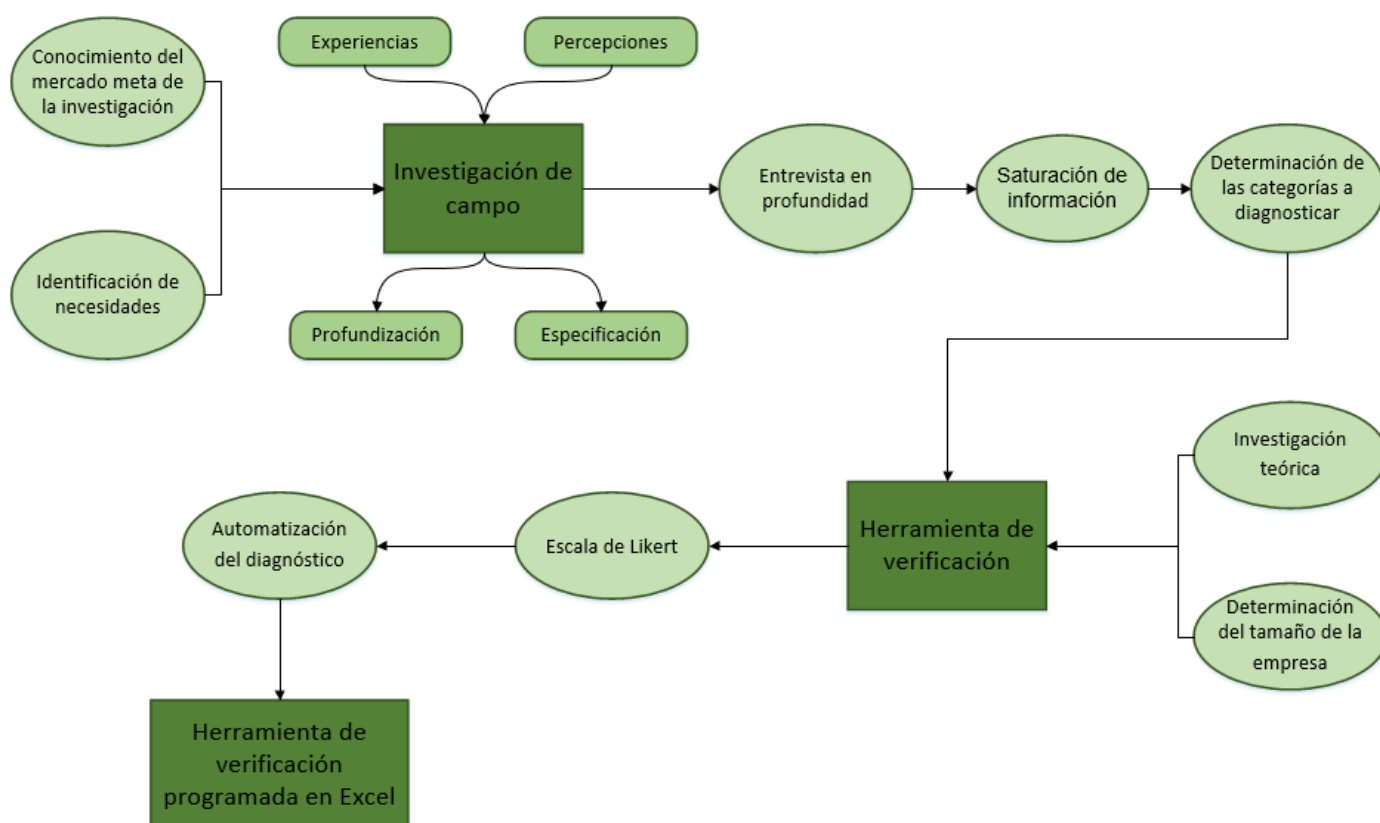 Experiencias
Percepciones
Conocimiento del
mercado meta de
la investigación
Investigación de
campo
Entrevista en
profundidad
Saturación de
información
Determinación de
las categorías a
diagnosticar
Identificación de
necesidades
Profundización
Especificación
Investigación
teórica
Herramienta de
verificación
Escala de Likert
Automatización
del diagnóstico
Determinación
del tamaño de la
empresa
Herramienta de
verificación
programada en Excel